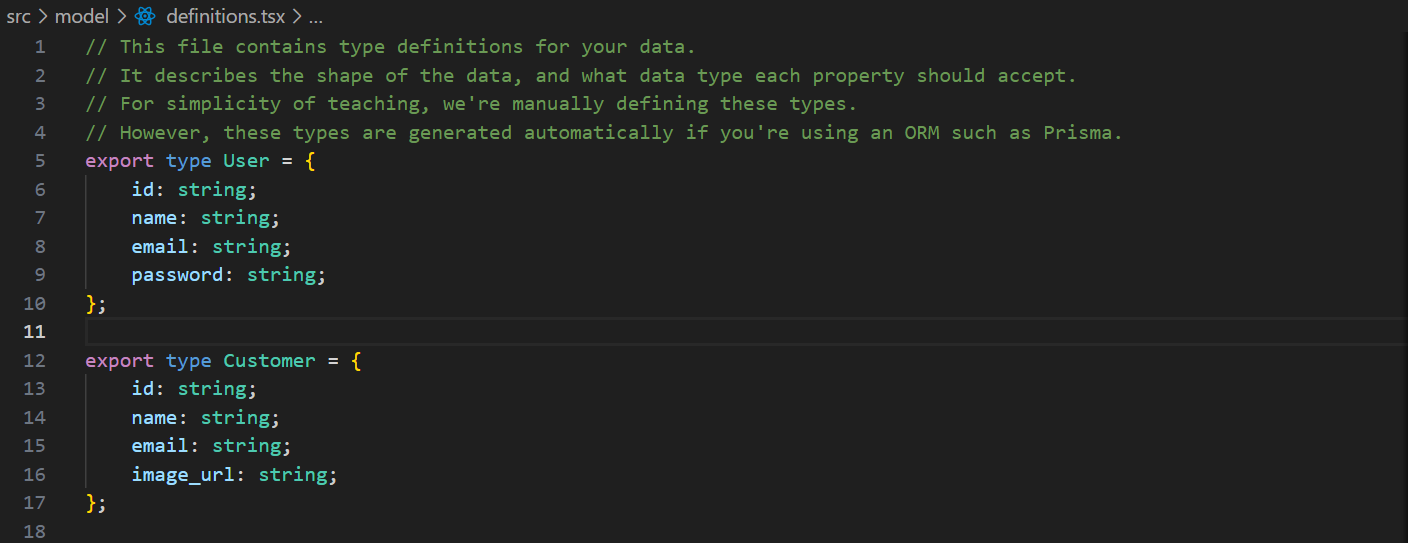 src > model > definitions.tsx > ...
1 // This file contains type definitions for your data.
2 // It describes the shape of the data, and what data type each property should accept.
3 // For simplicity of teaching, we're manually defining these types.
4 // However, these types are generated automatically if you're using an ORM such as Prisma.
5 export type User = {
6     id: string;
7     name: string;
8     email: string;
9     password: string;
10 };
11
12 export type Customer = {
13     id: string;
14     name: string;
15     email: string;
16     image_url: string;
17 };
18